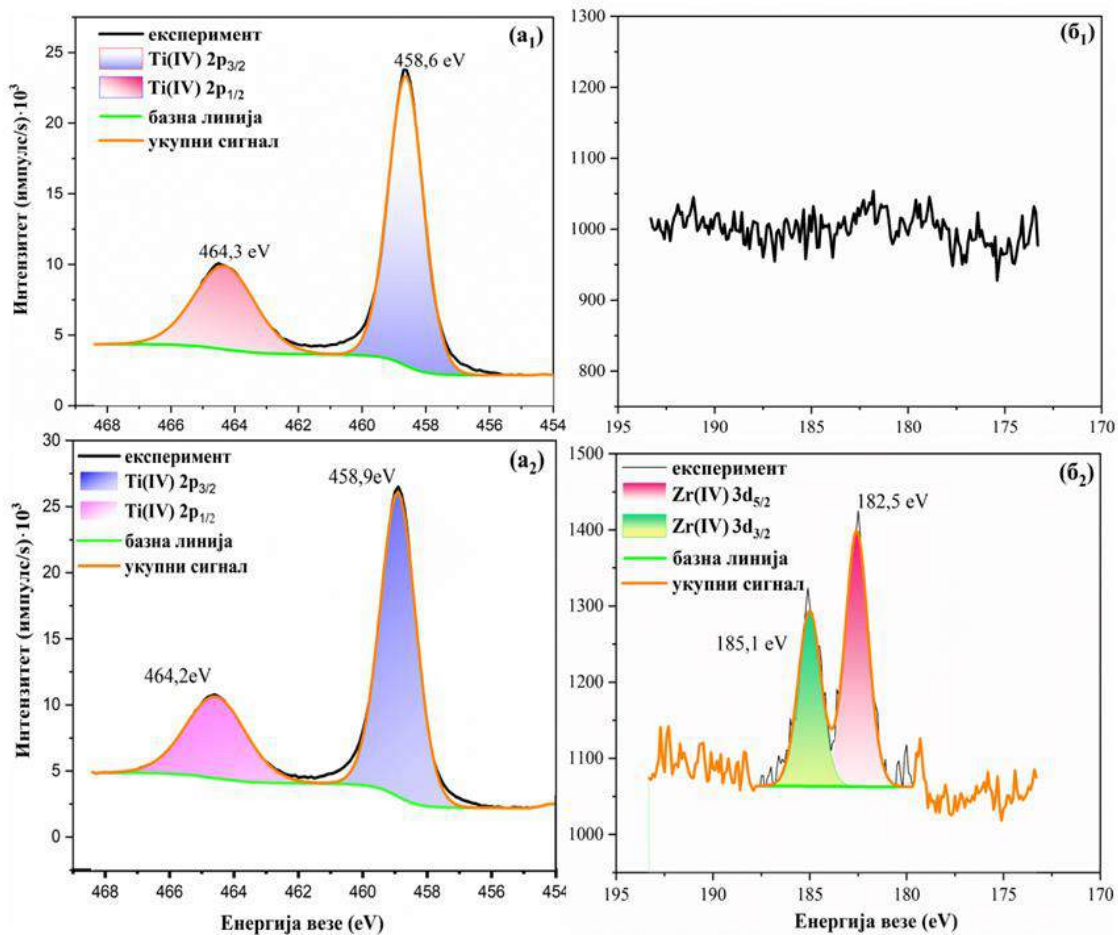 (а₁)
експеримент
Ti(IV) 2p₃/₂
Ti(IV) 2p₁/₂
базна линија
укупни сигнал
458,6 eV
464,3 eV
Интензитет (импулс/s)·10³
25
20
15
10
5
0
468 466 464 462 460 458 456 454
(б₁)
1300
1200
1100
1000
900
800
195 190 185 180 175 170
(а₂)
експеримент
Ti(IV) 2p₃/₂
Ti(IV) 2p₁/₂
базна линија
укупни сигнал
458,9eV
464,2eV
Интензитет (импулс/s)·10³
30
25
20
15
10
5
0
468 466 464 462 460 458 456 454
Енергија везе (eV)
(б₂)
експеримент
Zr(IV) 3d₅/₂
Zr(IV) 3d₃/₂
базна линија
укупни сигнал
182,5 eV
185,1 eV
1500
1400
1300
1200
1100
1000
195 190 185 180 175 170
Енергија везе (eV)